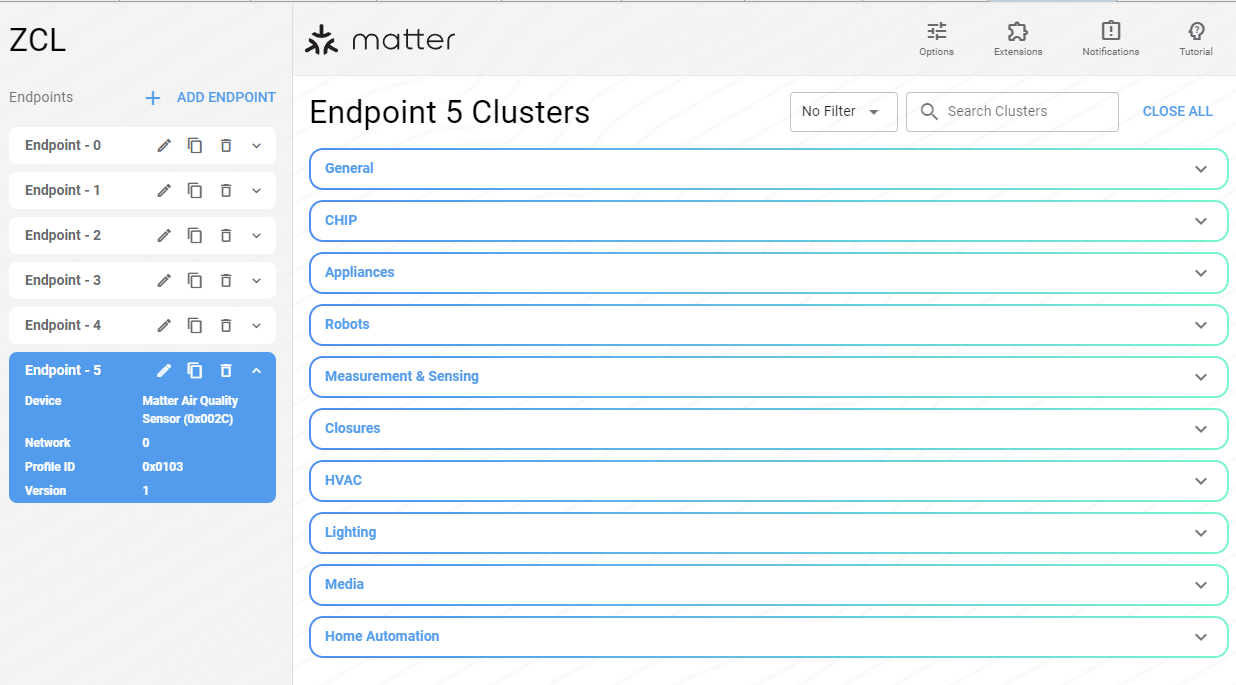 ZCL
Endpoints
ADD ENDPOINT
Endpoint - 0
Endpoint - 1
Endpoint - 2
Endpoint - 3
Endpoint - 4
Endpoint - 5
Device Matter Air Quality
Sensor (0x002C)
Network 0
Profile ID 0x0103
Version 1
matter
Options
Extensions
Notifications
Tutorial
Endpoint 5 Clusters
No Filter
Search Clusters
CLOSE ALL
General
CHIP
Appliances
Robots
Measurement & Sensing
Closures
HVAC
Lighting
Media
Home Automation